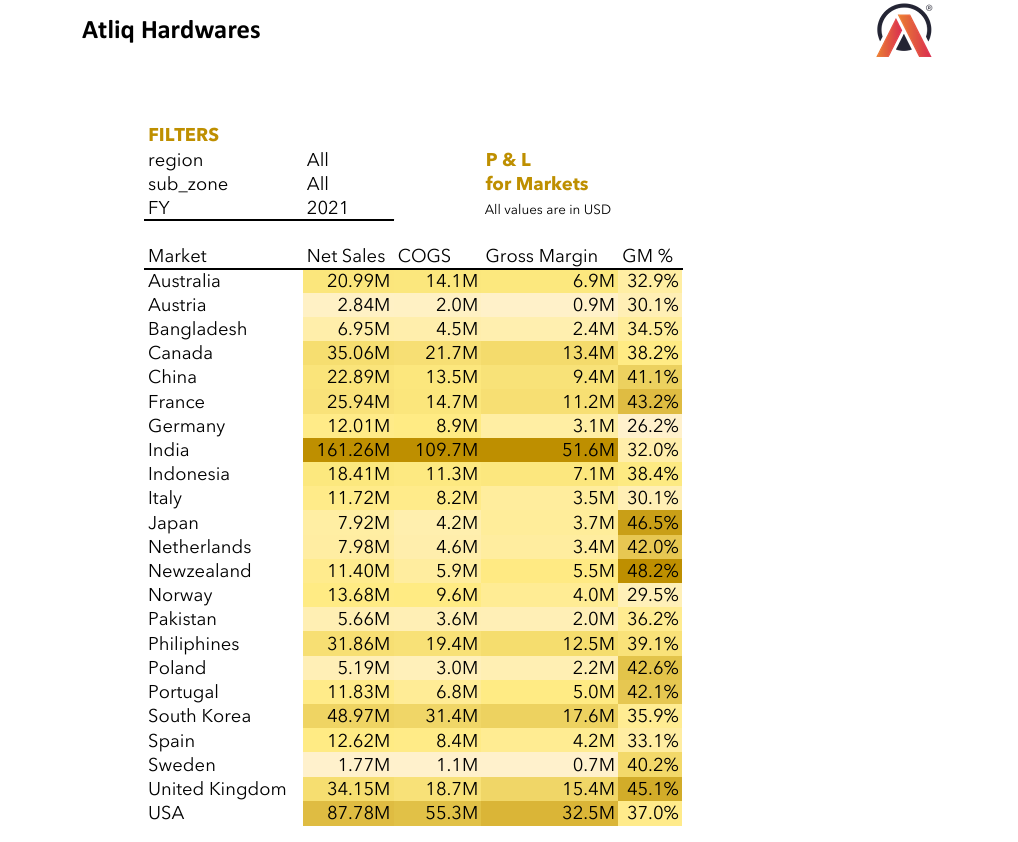 Atliq Hardwares
®
FILTERS
region All P & L
sub_zone All for Markets
FY 2021 All values are in USD
Market Net Sales COGS Gross Margin GM %
Australia 20.99M 14.1M 6.9M 32.9%
Austria 2.84M 2.0M 0.9M 30.1%
Bangladesh 6.95M 4.5M 2.4M 34.5%
Canada 35.06M 21.7M 13.4M 38.2%
China 22.89M 13.5M 9.4M 41.1%
France 25.94M 14.7M 11.2M 43.2%
Germany 12.01M 8.9M 3.1M 26.2%
India 161.26M 109.7M 51.6M 32.0%
Indonesia 18.41M 11.3M 7.1M 38.4%
Italy 11.72M 8.2M 3.5M 30.1%
Japan 7.92M 4.2M 3.7M 46.5%
Netherlands 7.98M 4.6M 3.4M 42.0%
Newzealand 11.40M 5.9M 5.5M 48.2%
Norway 13.68M 9.6M 4.0M 29.5%
Pakistan 5.66M 3.6M 2.0M 36.2%
Philiphines 31.86M 19.4M 12.5M 39.1%
Poland 5.19M 3.0M 2.2M 42.6%
Portugal 11.83M 6.8M 5.0M 42.1%
South Korea 48.97M 31.4M 17.6M 35.9%
Spain 12.62M 8.4M 4.2M 33.1%
Sweden 1.77M 1.1M 0.7M 40.2%
United Kingdom 34.15M 18.7M 15.4M 45.1%
USA 87.78M 55.3M 32.5M 37.0%